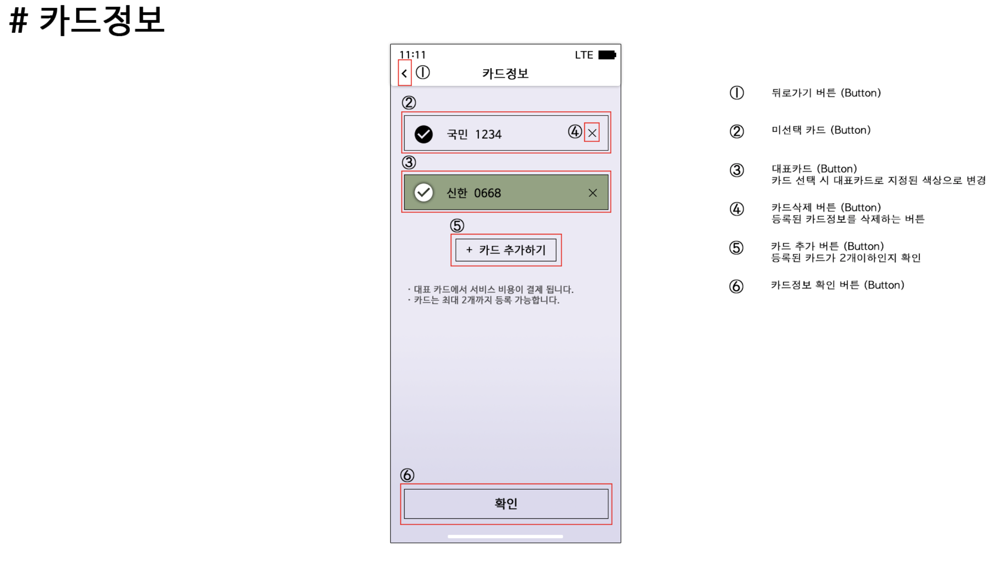 # 카드정보
11:11 LTE
< ① 카드정보
②
국민 1234 ④ ×
③
신한 0668 ×
⑤
+ 카드 추가하기
· 대표 카드에서 서비스 비용이 결제 됩니다.
· 카드는 최대 2개까지 등록 가능합니다.
⑥
확인
① 뒤로가기 버튼 (Button)
② 미선택 카드 (Button)
③ 대표카드 (Button)
카드 선택 시 대표카드로 지정된 색상으로 변경
④ 카드삭제 버튼 (Button)
등록된 카드정보를 삭제하는 버튼
⑤ 카드 추가 버튼 (Button)
등록된 카드가 2개이하인지 확인
⑥ 카드정보 확인 버튼 (Button)